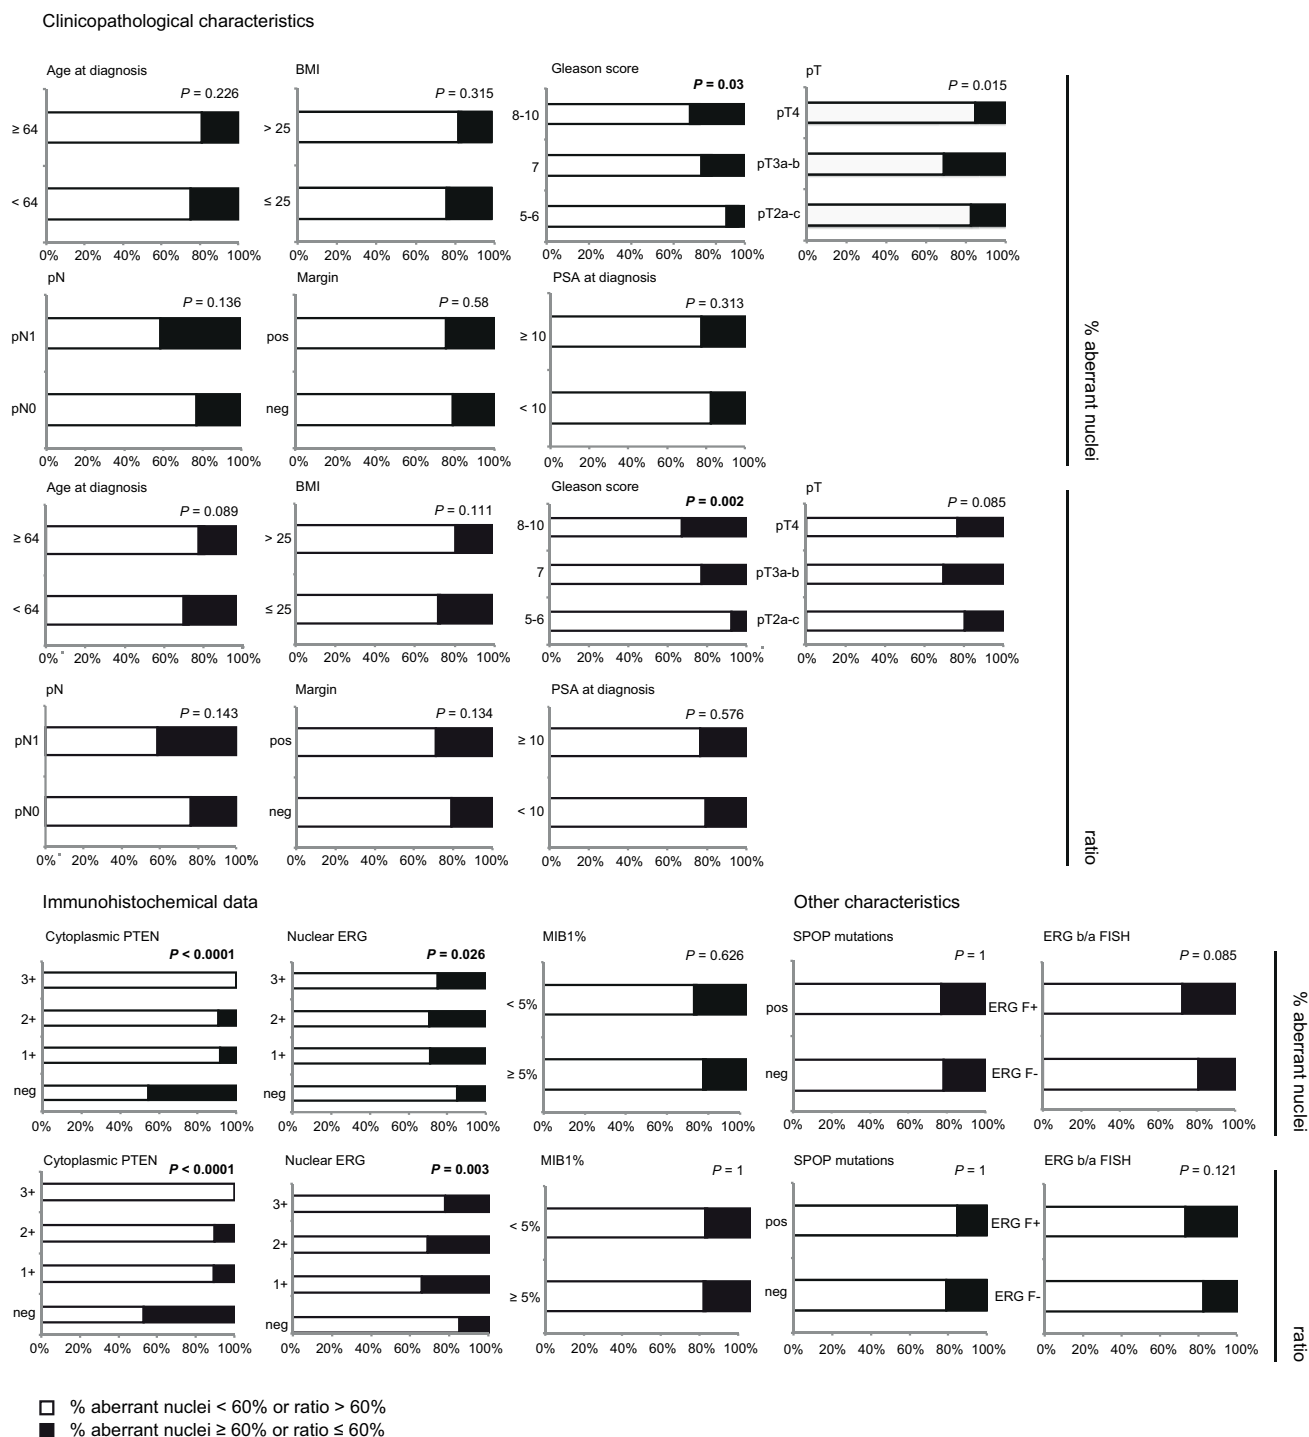 Clinicopathological characteristics
Age at diagnosis
P = 0.226
≥ 64
< 64
0% 20% 40% 60% 80% 100%
BMI
P = 0.315
> 25
≤ 25
0% 20% 40% 60% 80% 100%
Gleason score
P = 0.03
8-10
7
5-6
0% 20% 40% 60% 80% 100%
pT
P = 0.015
pT4
pT3a-b
pT2a-c
0% 20% 40% 60% 80% 100%
pN
P = 0.136
pN1
pN0
0% 20% 40% 60% 80% 100%
Margin
P = 0.58
pos
neg
0% 20% 40% 60% 80% 100%
PSA at diagnosis
P = 0.313
≥ 10
< 10
0% 20% 40% 60% 80% 100%
% aberrant nuclei
Age at diagnosis
P = 0.089
≥ 64
< 64
0% 20% 40% 60% 80% 100%
BMI
P = 0.111
> 25
≤ 25
0% 20% 40% 60% 80% 100%
Gleason score
P = 0.002
8-10
7
5-6
0% 20% 40% 60% 80% 100%
pT
P = 0.085
pT4
pT3a-b
pT2a-c
0% 20% 40% 60% 80% 100%
pN
P = 0.143
pN1
pN0
0% 20% 40% 60% 80% 100%
Margin
P = 0.134
pos
neg
0% 20% 40% 60% 80% 100%
PSA at diagnosis
P = 0.576
≥ 10
< 10
0% 20% 40% 60% 80% 100%
ratio
Immunohistochemical data
Other characteristics
Cytoplasmic PTEN
P < 0.0001
3+
2+
1+
neg
0% 20% 40% 60% 80% 100%
Nuclear ERG
P = 0.026
3+
2+
1+
neg
0% 20% 40% 60% 80% 100%
MIB1%
P = 0.626
< 5%
≥ 5%
0% 20% 40% 60% 80% 100%
SPOP mutations
P = 1
pos
neg
0% 20% 40% 60% 80% 100%
ERG b/a FISH
P = 0.085
ERG F+
ERG F-
0% 20% 40% 60% 80% 100%
% aberrant nuclei
Cytoplasmic PTEN
P < 0.0001
3+
2+
1+
neg
0% 20% 40% 60% 80% 100%
Nuclear ERG
P = 0.003
3+
2+
1+
neg
0% 20% 40% 60% 80% 100%
MIB1%
P = 1
< 5%
≥ 5%
0% 20% 40% 60% 80% 100%
SPOP mutations
P = 1
pos
neg
0% 20% 40% 60% 80% 100%
ERG b/a FISH
P = 0.121
ERG F+
ERG F-
0% 20% 40% 60% 80% 100%
ratio
% aberrant nuclei < 60% or ratio > 60%
% aberrant nuclei ≥ 60% or ratio ≤ 60%